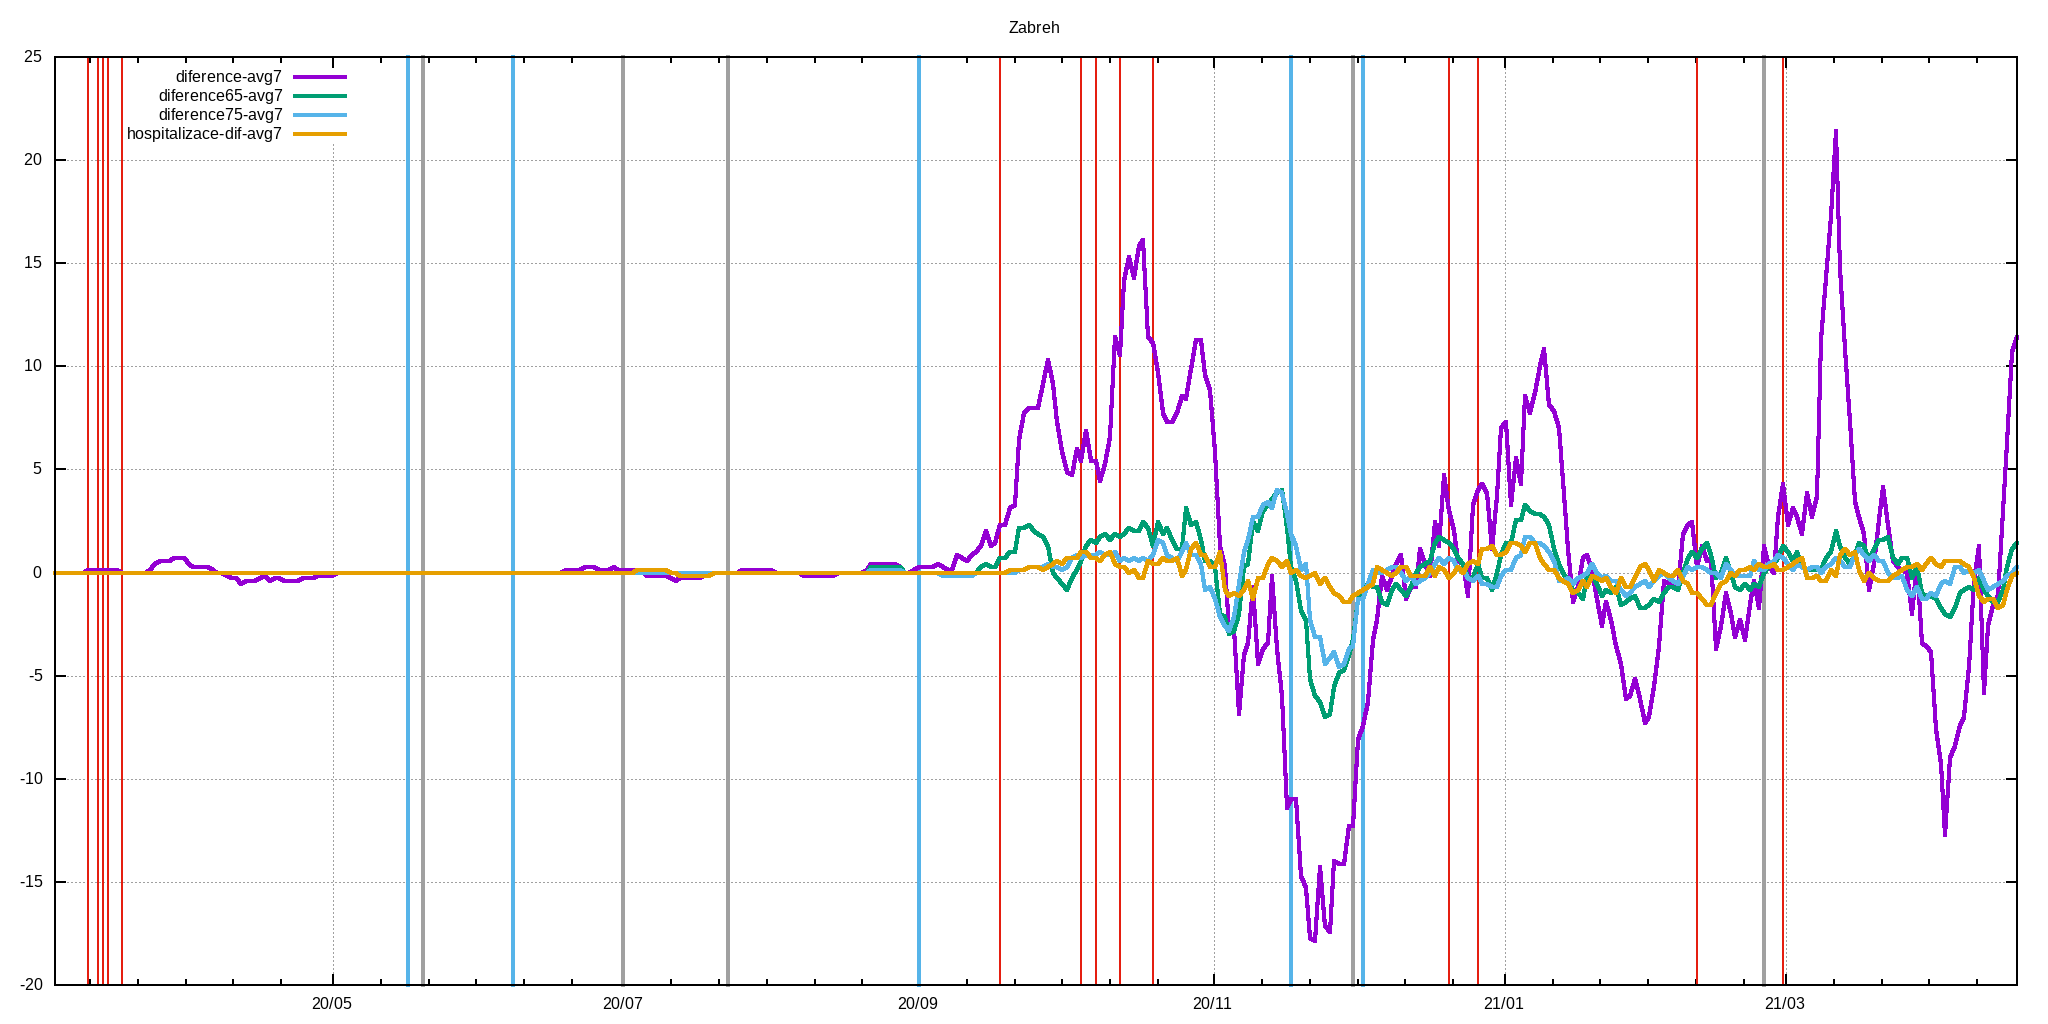 Zabreh
25
20
15
10
5
0
-5
-10
-15
-20
diference-avg7
diference65-avg7
diference75-avg7
hospitalizace-dif-avg7
20/05 20/07 20/09 20/11 21/01 21/03